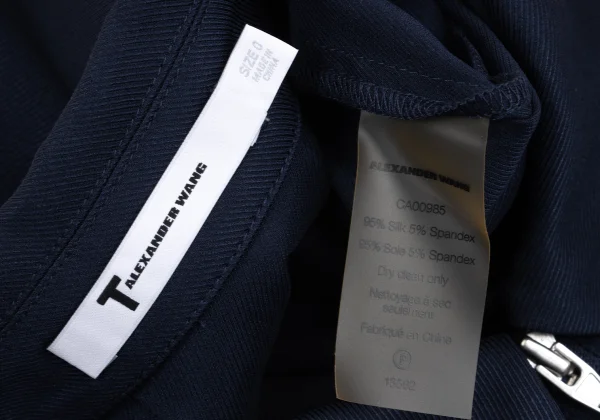 SIZE 0
MADE IN
CHINA
T ALEXANDER WANG
ALEXANDER WANG
CA00985
95% Silk 5% Spandex
95% Soie 5% Spandex
Dry clean only
Nettoyage à sec
seulement
Fabriqué en Chine
P